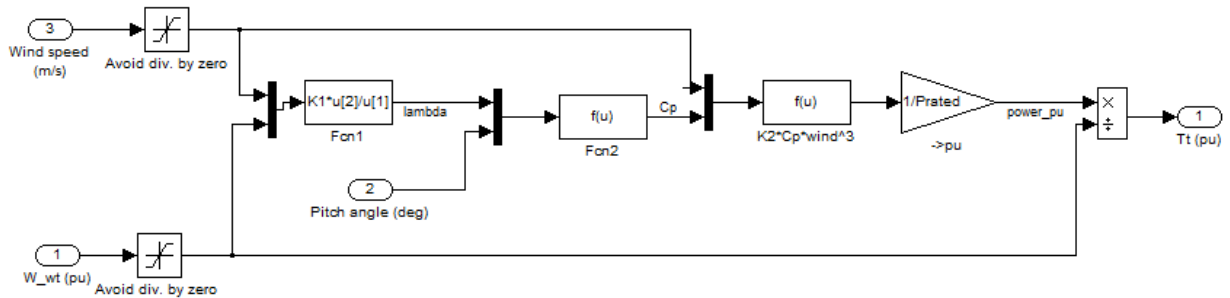 3
Wind speed
(m/s)
Avoid div. by zero
K1*u[2]/u[1]
Fcn1
lambda
2
Pitch angle (deg)
f(u)
Fcn2
Cp
f(u)
K2*Cp*wind^3
1/Prated
->pu
power_pu
×
÷
1
Tt (pu)
1
W_wt (pu)
Avoid div. by zero